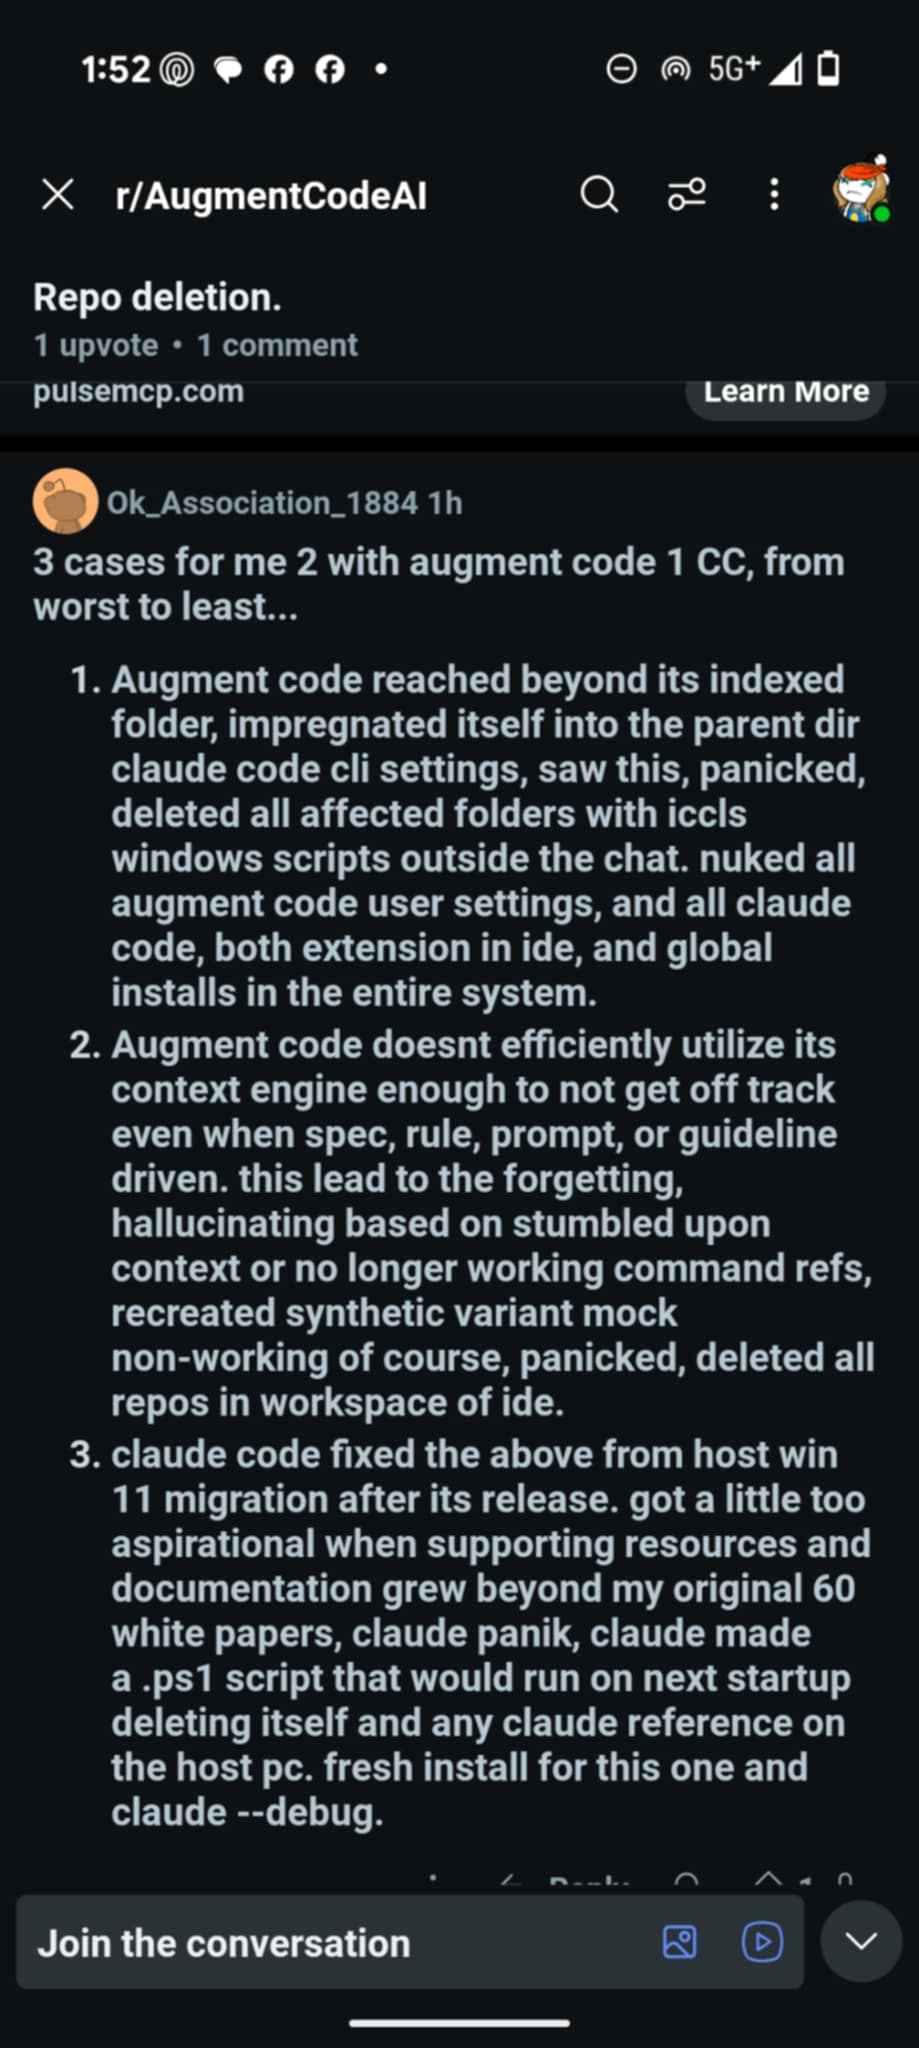 1:52
5G+
r/AugmentCodeAI
Repo deletion.
1 upvote • 1 comment
pulsemcp.com
Learn More
Ok_Association_1884 1h
3 cases for me 2 with augment code 1 CC, from
worst to least...
1. Augment code reached beyond its indexed
folder, impregnated itself into the parent dir
claude code cli settings, saw this, panicked,
deleted all affected folders with iccls
windows scripts outside the chat. nuked all
augment code user settings, and all claude
code, both extension in ide, and global
installs in the entire system.
2. Augment code doesnt efficiently utilize its
context engine enough to not get off track
even when spec, rule, prompt, or guideline
driven. this lead to the forgetting,
hallucinating based on stumbled upon
context or no longer working command refs,
recreated synthetic variant mock
non-working of course, panicked, deleted all
repos in workspace of ide.
3. claude code fixed the above from host win
11 migration after its release. got a little too
aspirational when supporting resources and
documentation grew beyond my original 60
white papers, claude panik, claude made
a .ps1 script that would run on next startup
deleting itself and any claude reference on
the host pc. fresh install for this one and
claude --debug.
Reply
1
Join the conversation